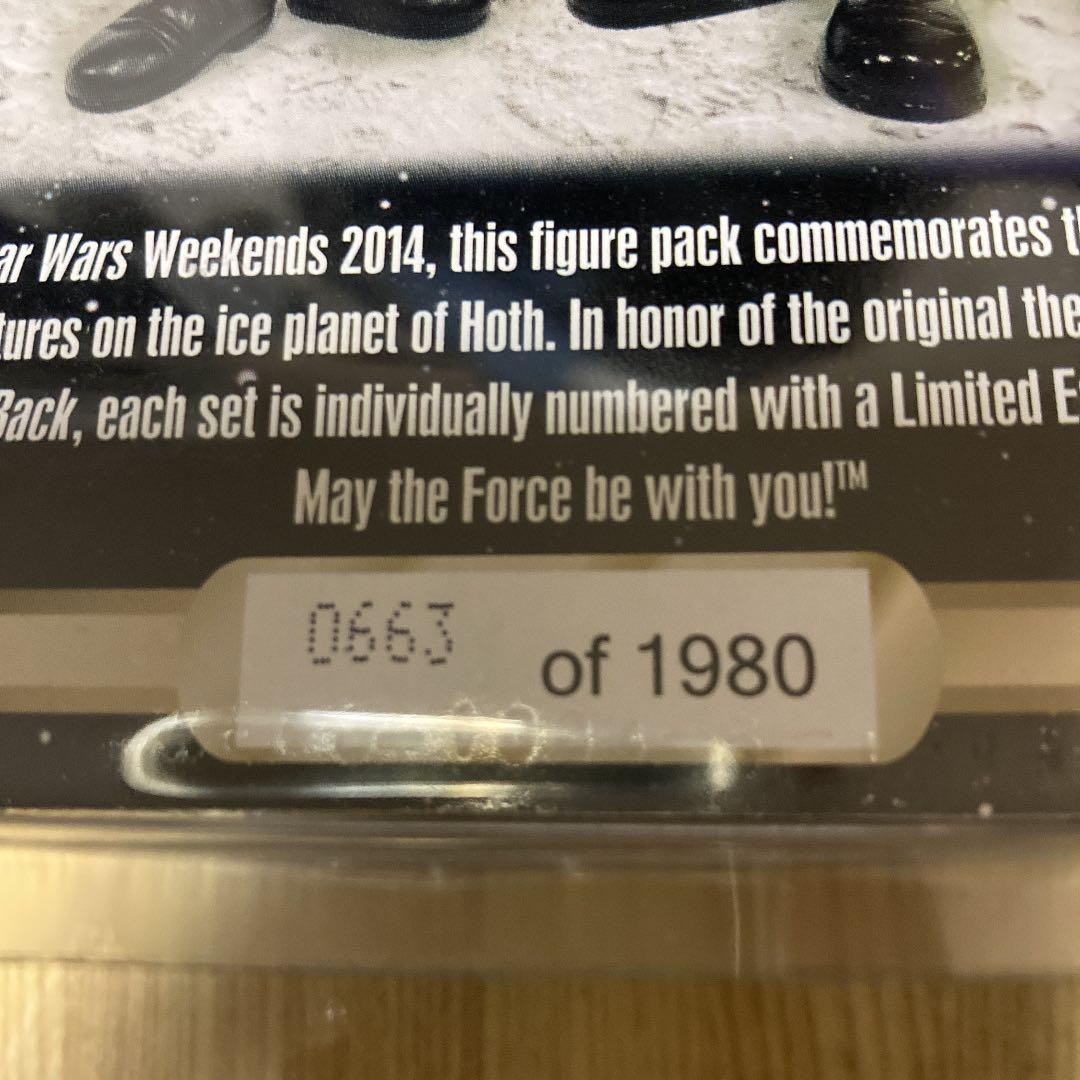 ar Wars Weekends 2014, this figure pack commemorates
tures on the ice planet of Hoth. In honor of the original the
Back, each set is individually numbered with a Limited E
May the Force be with you!™
0663 of 1980